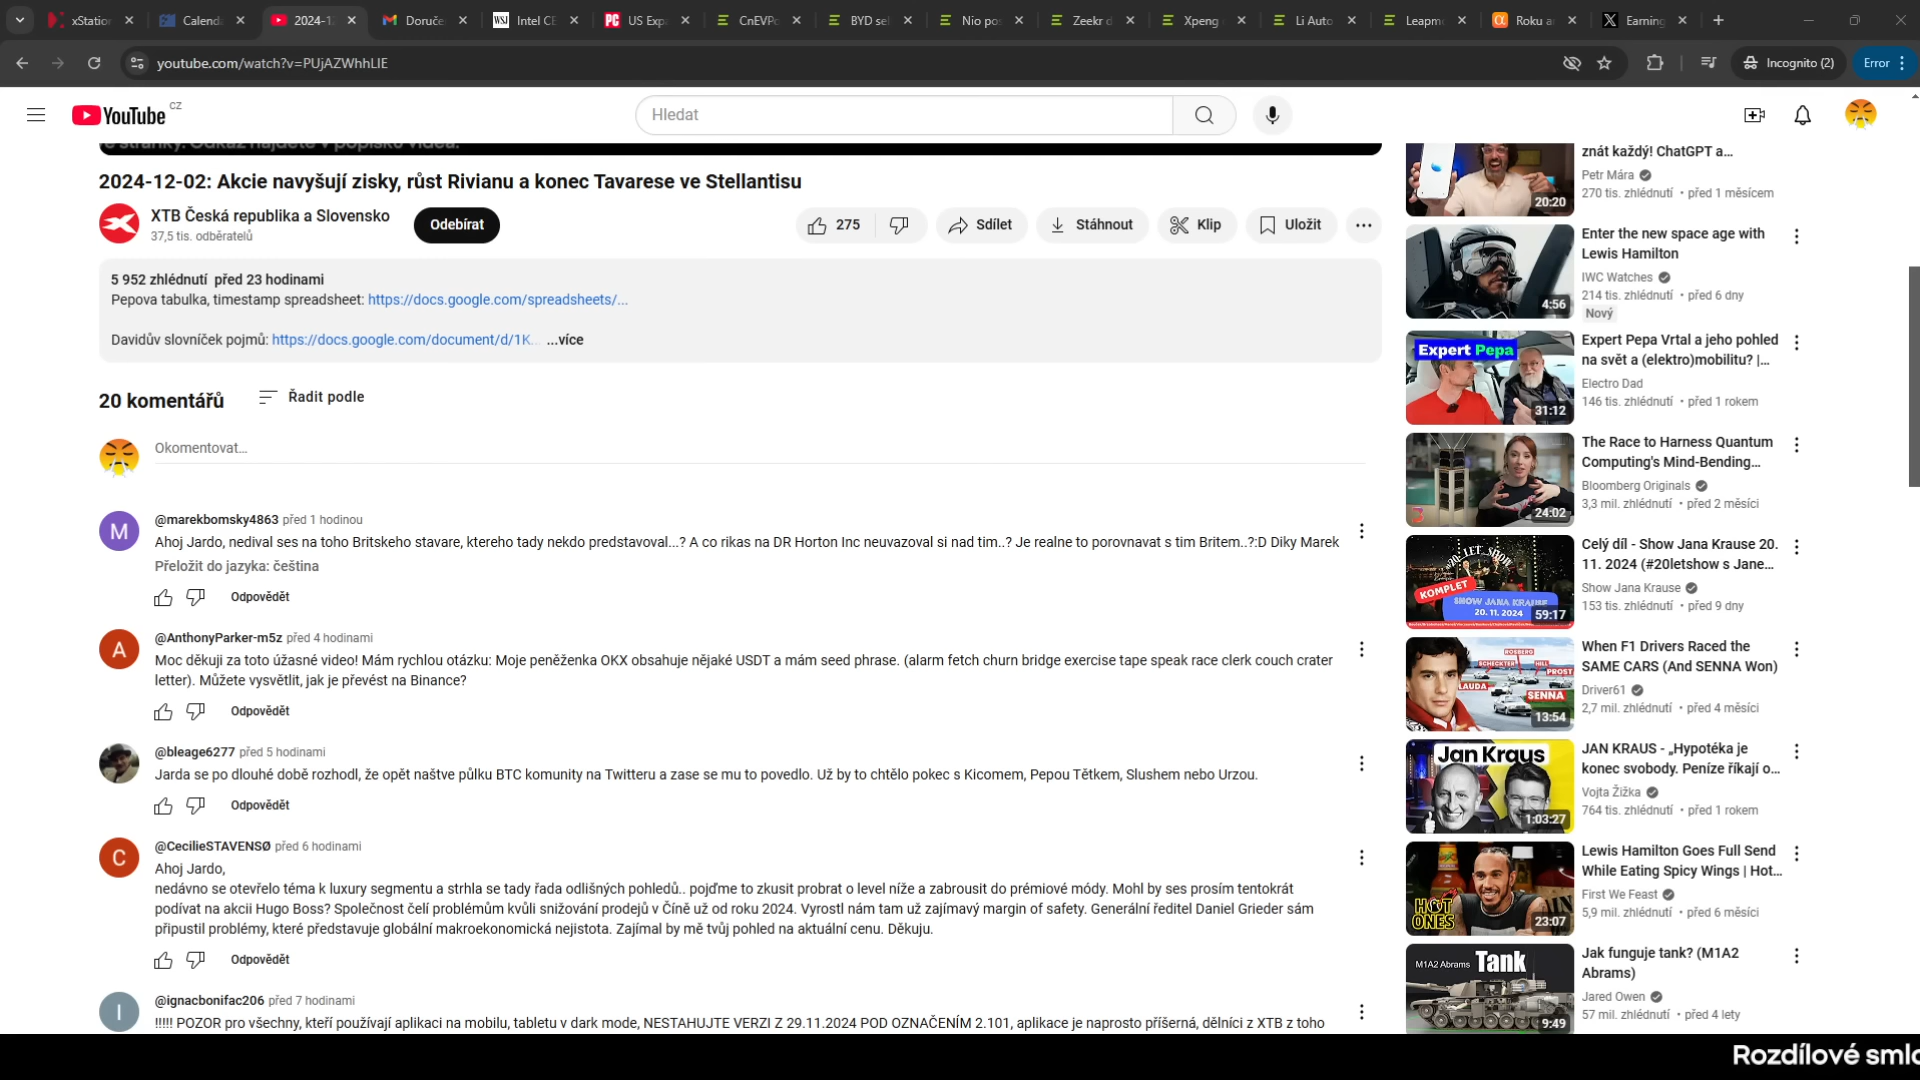 xStation
Calenda
2024-12
Doruče
Intel CE
US Exp
CnEVPo
BYD sel
Nio pos
Zeekr d
Xpeng
Li Auto
Leapm
Roku a
Earning
youtube.com/watch?v=PUjAZWhhLIE
Incognito (2)
Error
YouTube CZ
Hledat
2024-12-02: Akcie navyšují zisky, růst Rivianu a konec Tavarese ve Stellantisu
XTB Česká republika a Slovensko
37,5 tis. odběratelů
Odebírat
275
Sdílet
Stáhnout
Klip
Uložit
5 952 zhlédnutí před 23 hodinami
Pepova tabulka, timestamp spreadsheet: https://docs.google.com/spreadsheets/...
Davidův slovníček pojmů: https://docs.google.com/document/d/1K... ...více
20 komentářů
Řadit podle
Okomentovat...
M
@marekbomsky4863 před 1 hodinou
Ahoj Jardo, nedival ses na toho Britskeho stavare, ktereho tady nekdo predstavoval...? A co rikas na DR Horton Inc neuvazoval si nad tim..? Je realne to porovnavat s tim Britem..?:D Diky Marek
Přeložit do jazyka: čeština
Odpovědět
A
@AnthonyParker-m5z před 4 hodinami
Moc děkuji za toto úžasné video! Mám rychlou otázku: Moje peněženka OKX obsahuje nějaké USDT a mám seed phrase. (alarm fetch churn bridge exercise tape speak race clerk couch crater
letter). Můžete vysvětlit, jak je převést na Binance?
Odpovědět
@bleage6277 před 5 hodinami
Jarda se po dlouhé době rozhodl, že opět naštve půlku BTC komunity na Twitteru a zase se mu to povedlo. Už by to chtělo pokec s Kicomem, Pepou Tětkem, Slushem nebo Urzou.
Odpovědět
C
@CecilieSTAVENSØ před 6 hodinami
Ahoj Jardo,
nedávno se otevřelo téma k luxury segmentu a strhla se tady řada odlišných pohledů.. pojďme to zkusit probrat o level níže a zabrousit do prémiové módy. Mohl by ses prosím tentokrát
podívat na akcii Hugo Boss? Společnost čelí problémům kvůli snižování prodejů v Číně už od roku 2024. Vyrostl nám tam už zajímavý margin of safety. Generální ředitel Daniel Grieder sám
připustil problémy, které představuje globální makroekonomická nejistota. Zajímal by mě tvůj pohled na aktuální cenu. Děkuju.
Odpovědět
I
@ignacbonifac206 před 7 hodinami
!!!!! POZOR pro všechny, kteří používají aplikaci na mobilu, tabletu v dark mode, NESTAHUJTE VERZI Z 29.11.2024 POD OZNAČENÍM 2.101, aplikace je naprosto příšerná, dělníci z XTB z toho
znát každý! ChatGPT a...
Petr Mára
270 tis. zhlédnutí • před 1 měsícem
20:20
Enter the new space age with
Lewis Hamilton
IWC Watches
214 tis. zhlédnutí • před 6 dny
Nový
4:56
Expert Pepa
31:12
Expert Pepa Vrtal a jeho pohled
na svět a (elektro)mobilitu? |...
Electro Dad
146 tis. zhlédnutí • před 1 rokem
24:02
The Race to Harness Quantum
Computing's Mind-Bending...
Bloomberg Originals
3,3 mil. zhlédnutí • před 2 měsíci
KOMPLET
SHOW JANA KRAUSE
20. 11. 2024
59:17
Celý díl - Show Jana Krause 20.
11. 2024 (#20letshow s Jane...
Show Jana Krause
153 tis. zhlédnutí • před 9 dny
ROSBERG
SCHECKTER
HILL
PROST
LAUDA
SENNA
13:54
When F1 Drivers Raced the
SAME CARS (And SENNA Won)
Driver61
2,7 mil. zhlédnutí • před 4 měsíci
Jan Kraus
1:03:27
JAN KRAUS - „Hypotéka je
konec svobody. Peníze říkají o...
Vojta Žižka
764 tis. zhlédnutí • před 1 rokem
HOT
ONES
23:07
Lewis Hamilton Goes Full Send
While Eating Spicy Wings | Hot...
First We Feast
5,9 mil. zhlédnutí • před 6 měsíci
M1A2 Abrams Tank
9:49
Jak funguje tank? (M1A2
Abrams)
Jared Owen
57 mil. zhlédnutí • před 4 lety
Rozdílové smlo